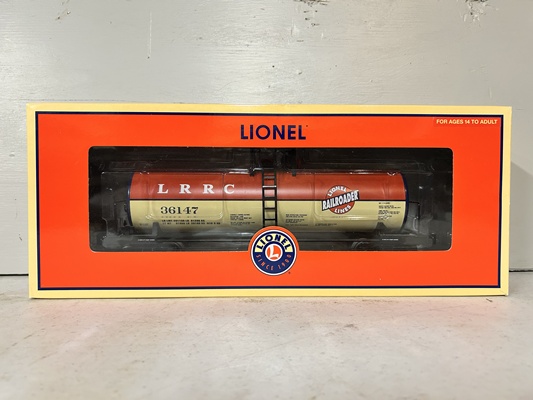 LIONEL
FOR AGES 14 TO ADULT
LRRC
36147
LIONEL
RAILROADER
LINES
LIONEL
L
SINCE 1900